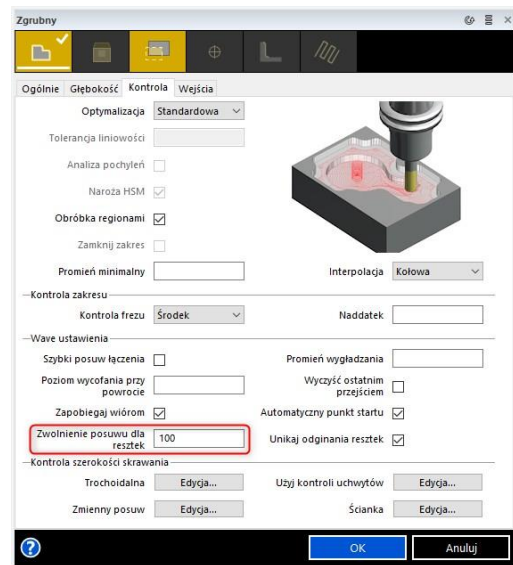 Zgrubny
Ogólnie Głębokość Kontrola Wejścia
Optymalizacja Standardowa
Tolerancja liniowości
Analiza pochyleń
Naroża HSM
Obróbka regionami
Zamknij zakres
Promień minimalny Interpolacja Kołowa
Kontrola zakresu
Kontrola frezu Środek Naddatek
Wave ustawienia
Szybki posuw łączenia Promień wygładzania
Poziom wycofania przy powrocie Wyczyść ostatnim przejściem
Zapobiegaj wiórom Automatyczny punkt startu
Zwolnienie posuwu dla resztek 100 Unikaj odginania resztek
Kontrola szerokości skrawania
Trochoidalna Edycja... Użyj kontroli uchwytów Edycja...
Zmienny posuw Edycja... Ścianka Edycja...
? OK Anuluj